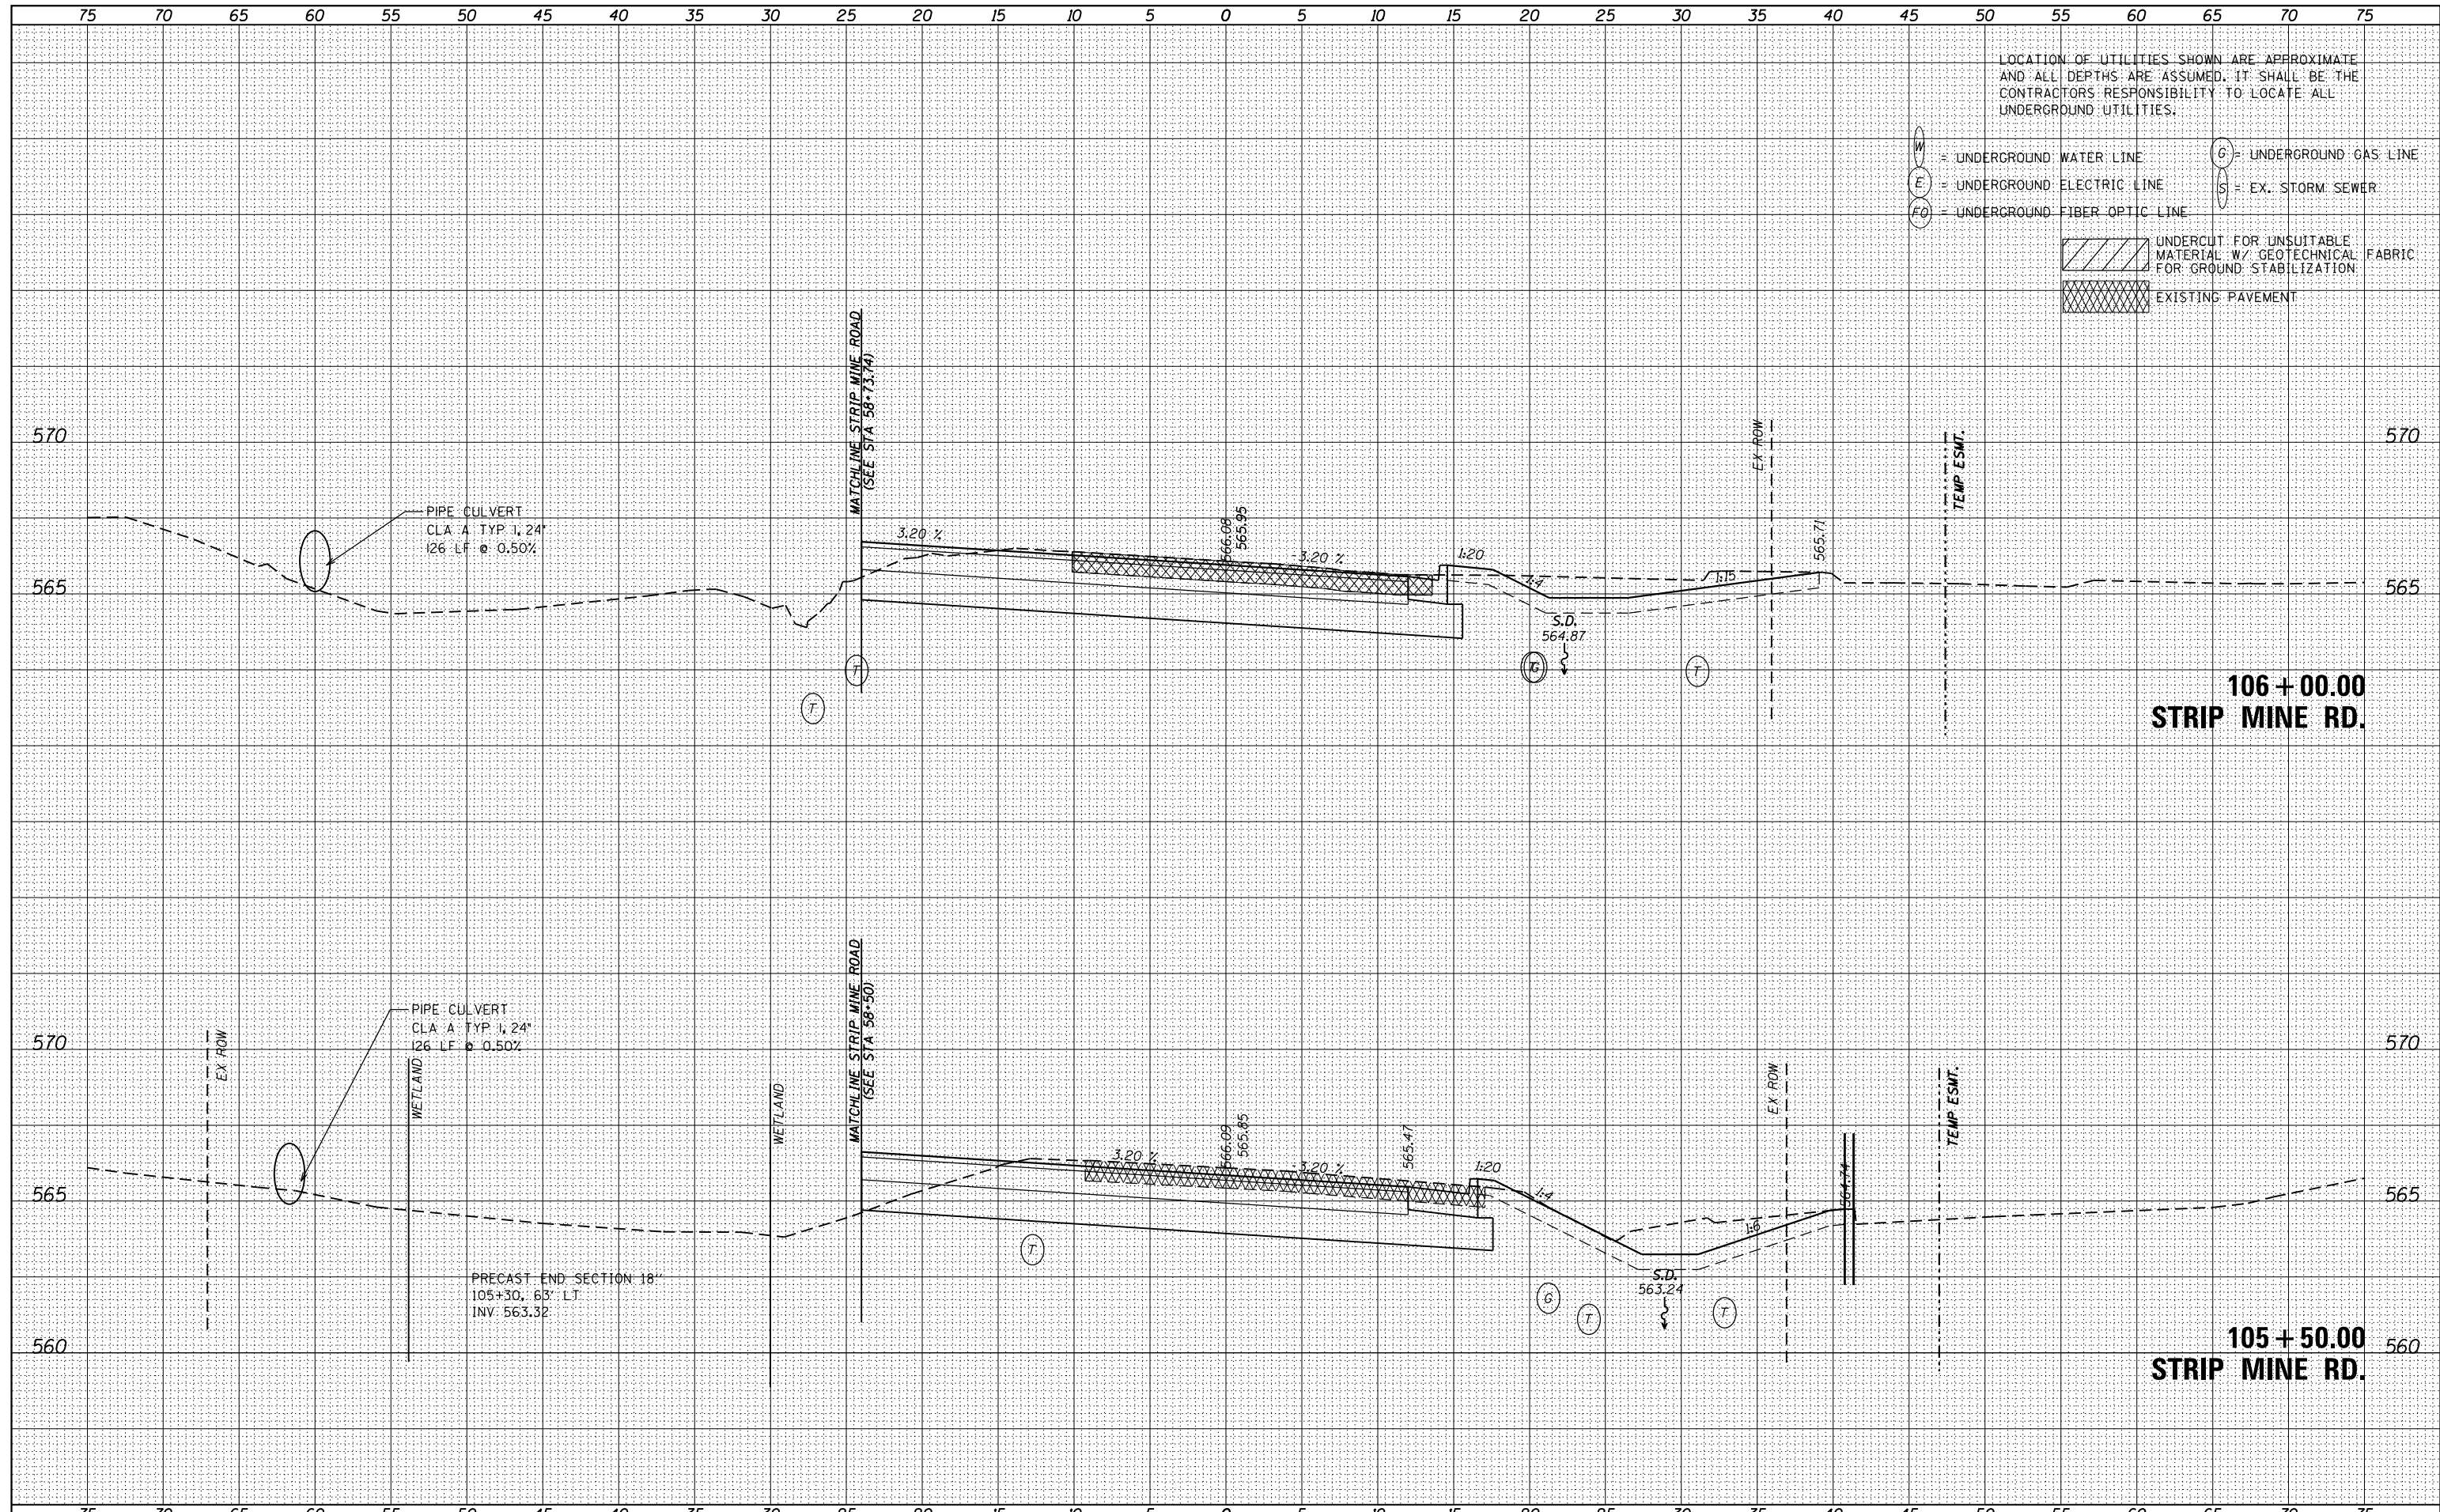 75 70 65 60 55 50 45 40 35 30 25 20 15 10 5 0 5 10 15 20 25 30 35 40 45 50 55 60 65 70 75
LOCATION OF UTILITIES SHOWN ARE APPROXIMATE
AND ALL DEPTHS ARE ASSUMED. IT SHALL BE THE
CONTRACTORS RESPONSIBILITY TO LOCATE ALL
UNDERGROUND UTILITIES.
W = UNDERGROUND WATER LINE
G = UNDERGROUND GAS LINE
E = UNDERGROUND ELECTRIC LINE
S = EX. STORM SEWER
FO = UNDERGROUND FIBER OPTIC LINE
UNDERCUT FOR UNSUITABLE
MATERIAL W/ GEOTECHNICAL FABRIC
FOR GROUND STABILIZATION
EXISTING PAVEMENT
MATCHLINE STRIP MINE ROAD
(SEE STA 58+73.74)
570
EX ROW
TEMP ESMT.
570
PIPE CULVERT
CLA A TYP 1, 24"
126 LF @ 0.50%
3.20 %
566.08
565.95
-3.20 %
1:20
1:4
1:15
565.71
565
565
S.D.
564.87
T
T
T
G
T
106+00.00
STRIP MINE RD.
MATCHLINE STRIP MINE ROAD
(SEE STA 58+50)
PIPE CULVERT
CLA A TYP 1, 24"
126 LF @ 0.50%
570
EX ROW
WETLAND
WETLAND
EX ROW
TEMP ESMT.
570
3.20 %
566.09
565.85
-3.20 %
565.47
1:20
1:4
1:6
564.74
565
565
T
PRECAST END SECTION 18''
105+30, 63' LT
INV 563.32
S.D.
563.24
G
T
T
560
105+50.00
STRIP MINE RD.
560
75 70 65 60 55 50 45 40 35 30 25 20 15 10 5 0 5 10 15 20 25 30 35 40 45 50 55 60 65 70 75